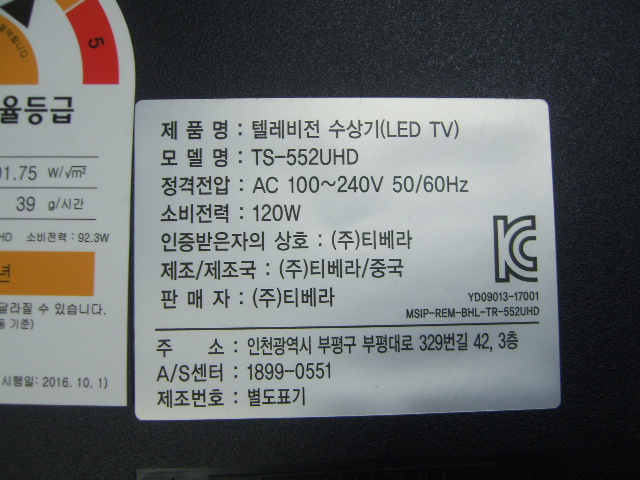 5
율등급
01.75 W/√m²
39 g/시간
HD 소비전력 : 92.3W
달라질 수 있습니다.
시행일: 2016. 10. 1)
제 품 명 : 텔레비전 수상기(LED TV)
모 델 명 : TS-552UHD
정격전압 : AC 100~240V 50/60Hz
소비전력 : 120W
인증받은자의 상호 : (주)티베라
제조/제조국 : (주)티베라/중국
판 매 자 : (주)티베라
YD09013-17001
MSIP-REM-BHL-TR-552UHD
주 소 : 인천광역시 부평구 부평대로 329번길 42, 3층
A/S센터 : 1899-0551
제조번호 : 별도표기